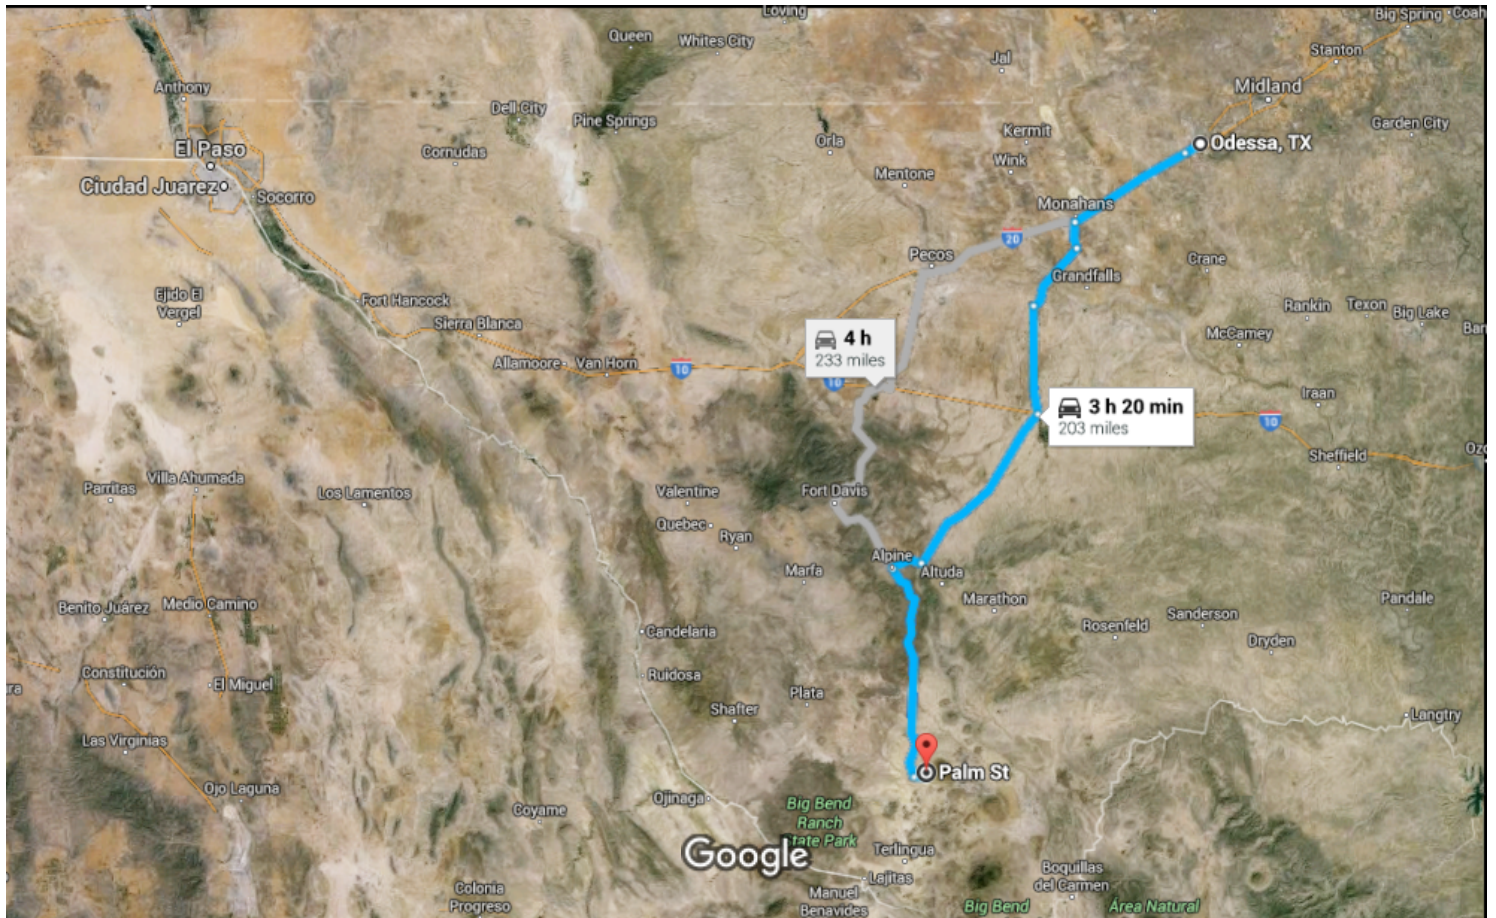 Loving
Big Spring
Coah
Queen
Whites City
Stanton
Jal
Midland
Anthony
Dell City
Pine Springs
Garden City
Kermit
Odessa, TX
Orla
El Paso
Cornudas
Wink
Mentone
Ciudad Juarez
Socorro
Monahans
20
Pecos
Crane
Grandfalls
Ejido El
Vergel
Fort Hancock
Rankin
Texon
Big Lake
Sierra Blanca
Ban
McCamey
4 h
233 miles
Allamoore
Van Horn
10
10
Iraan
3 h 20 min
203 miles
10
Sheffield
Ozo
Villa Ahumada
Parritas
Los Lamentos
Valentine
Fort Davis
Quebec
Ryan
Alpine
Marfa
Altuda
Benito Juárez
Medio Camino
Marathon
Pandale
Sanderson
Rosenfeld
Candelaria
Dryden
Constitución
Ruidosa
ura
El Miguel
Plata
Shafter
Langtry
Las Virginias
Palm St
Ojo Laguna
Ojinaga
Coyame
Big Bend
Ranch
State Park
Google
Terlingua
Lajitas
Boquillas
del Carmen
Colonia
Progreso
Manuel
Benavides
Big Bend
Área Natural